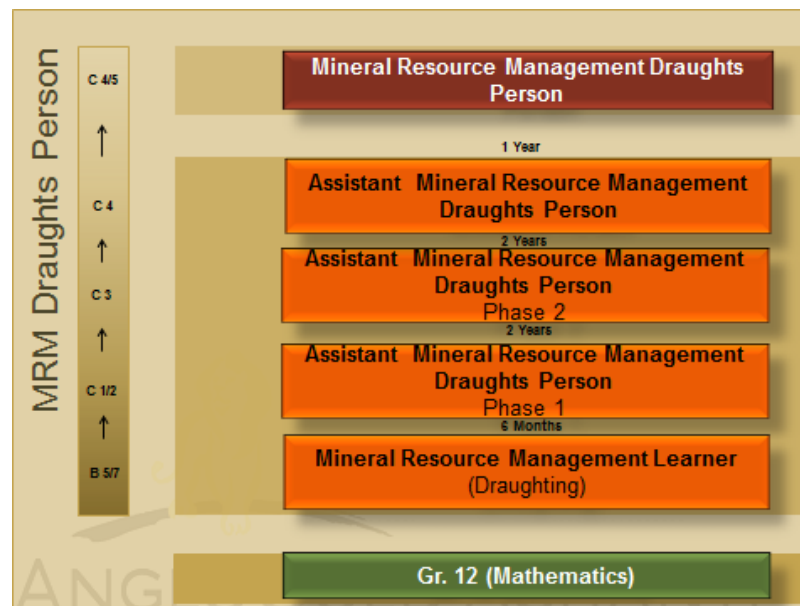 MRM Draughts Person
C 4/5
C 4
C 3
C 1/2
B 5/7
Mineral Resource Management Draughts
Person
1 Year
Assistant Mineral Resource Management
Draughts Person
2 Years
Assistant Mineral Resource Management
Draughts Person
Phase 2
2 Years
Assistant Mineral Resource Management
Draughts Person
Phase 1
6 Months
Mineral Resource Management Learner
(Draughting)
Gr. 12 (Mathematics)